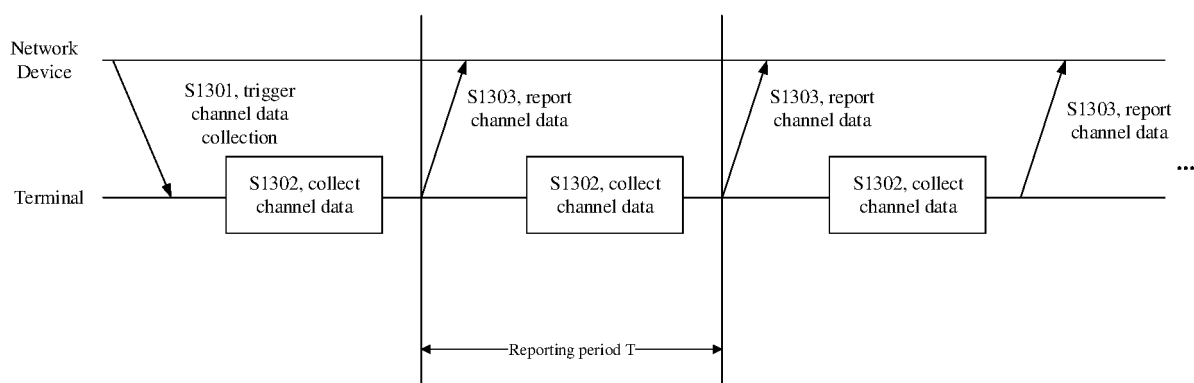 Network
Device
S1301, trigger
channel data
collection
S1303, report
channel data
S1303, report
channel data
S1303, report
channel data
Terminal
S1302, collect
channel data
S1302, collect
channel data
S1302, collect
channel data
...
Reporting period T